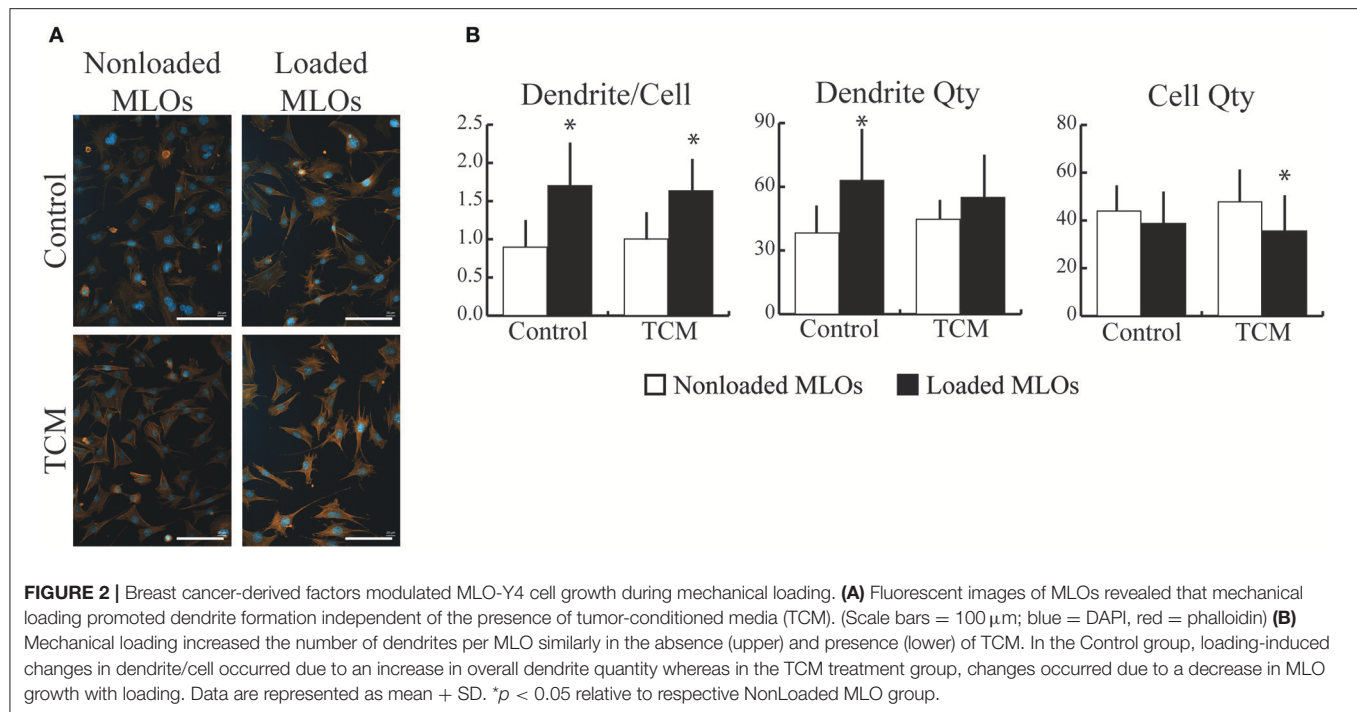 A
Nonloaded
MLOs
Loaded
MLOs
Control
TCM
B
Dendrite/Cell
2.5
2.0
1.5
1.0
0.5
0.0
*
*
Control
TCM
Dendrite Qty
90
60
30
0
*
Control
TCM
Cell Qty
80
60
40
20
0
*
Control
TCM
Nonloaded MLOs
Loaded MLOs
FIGURE 2 | Breast cancer-derived factors modulated MLO-Y4 cell growth during mechanical loading. (A) Fluorescent images of MLOs revealed that mechanical
loading promoted dendrite formation independent of the presence of tumor-conditioned media (TCM). (Scale bars = 100 μm; blue = DAPI, red = phalloidin) (B)
Mechanical loading increased the number of dendrites per MLO similarly in the absence (upper) and presence (lower) of TCM. In the Control group, loading-induced
changes in dendrite/cell occurred due to an increase in overall dendrite quantity whereas in the TCM treatment group, changes occurred due to a decrease in MLO
growth with loading. Data are represented as mean + SD. *p < 0.05 relative to respective NonLoaded MLO group.